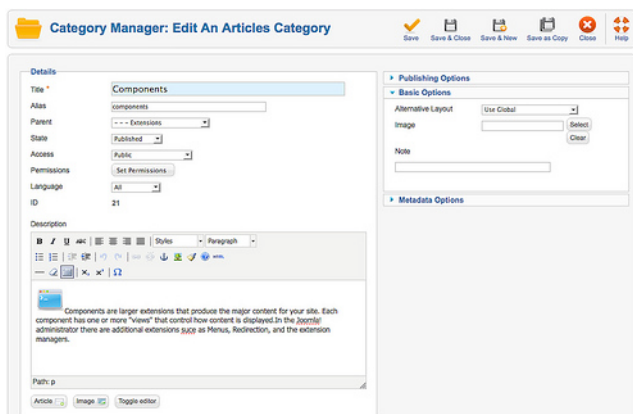 Category Manager: Edit An Articles Category
Save Save & Close Save & New Save as Copy Close Help
Details
Title * Components
Alias components
Parent - - - Extensions
State Published
Access Public
Permissions Set Permissions
Language All
ID 21
Description
B I U ABC Styles Paragraph
HTML
Components are larger extensions that produce the major content for your site. Each
component has one or more "views" that control how content is displayed.In the Joomla!
administrator there are additional extensions suce as Menus, Redirection, and the extension
managers.
Path: p
Article Image Toggle editor
Publishing Options
Basic Options
Alternative Layout Use Global
Image Select
Clear
Note
Metadata Options